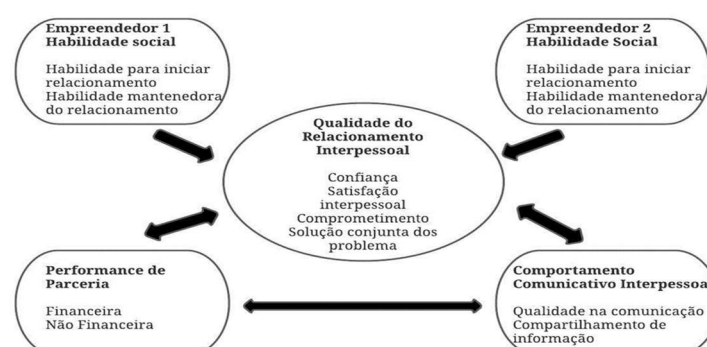 Empreendedor 1
Habilidade social
Habilidade para iniciar
relacionamento
Habilidade mantenedora
do relacionamento
Empreendedor 2
Habilidade Social
Habilidade para iniciar
relacionamento
Habilidade mantenedora
do relacionamento
Qualidade do
Relacionamento
Interpessoal
Confiança
Satisfação
interpessoal
Comprometimento
Solução conjunta dos
problema
Performance de
Parceria
Financeira
Não Financeira
Comportamento
Comunicativo Interpessoa
Qualidade na comunicação
Compartilhamento de
informação